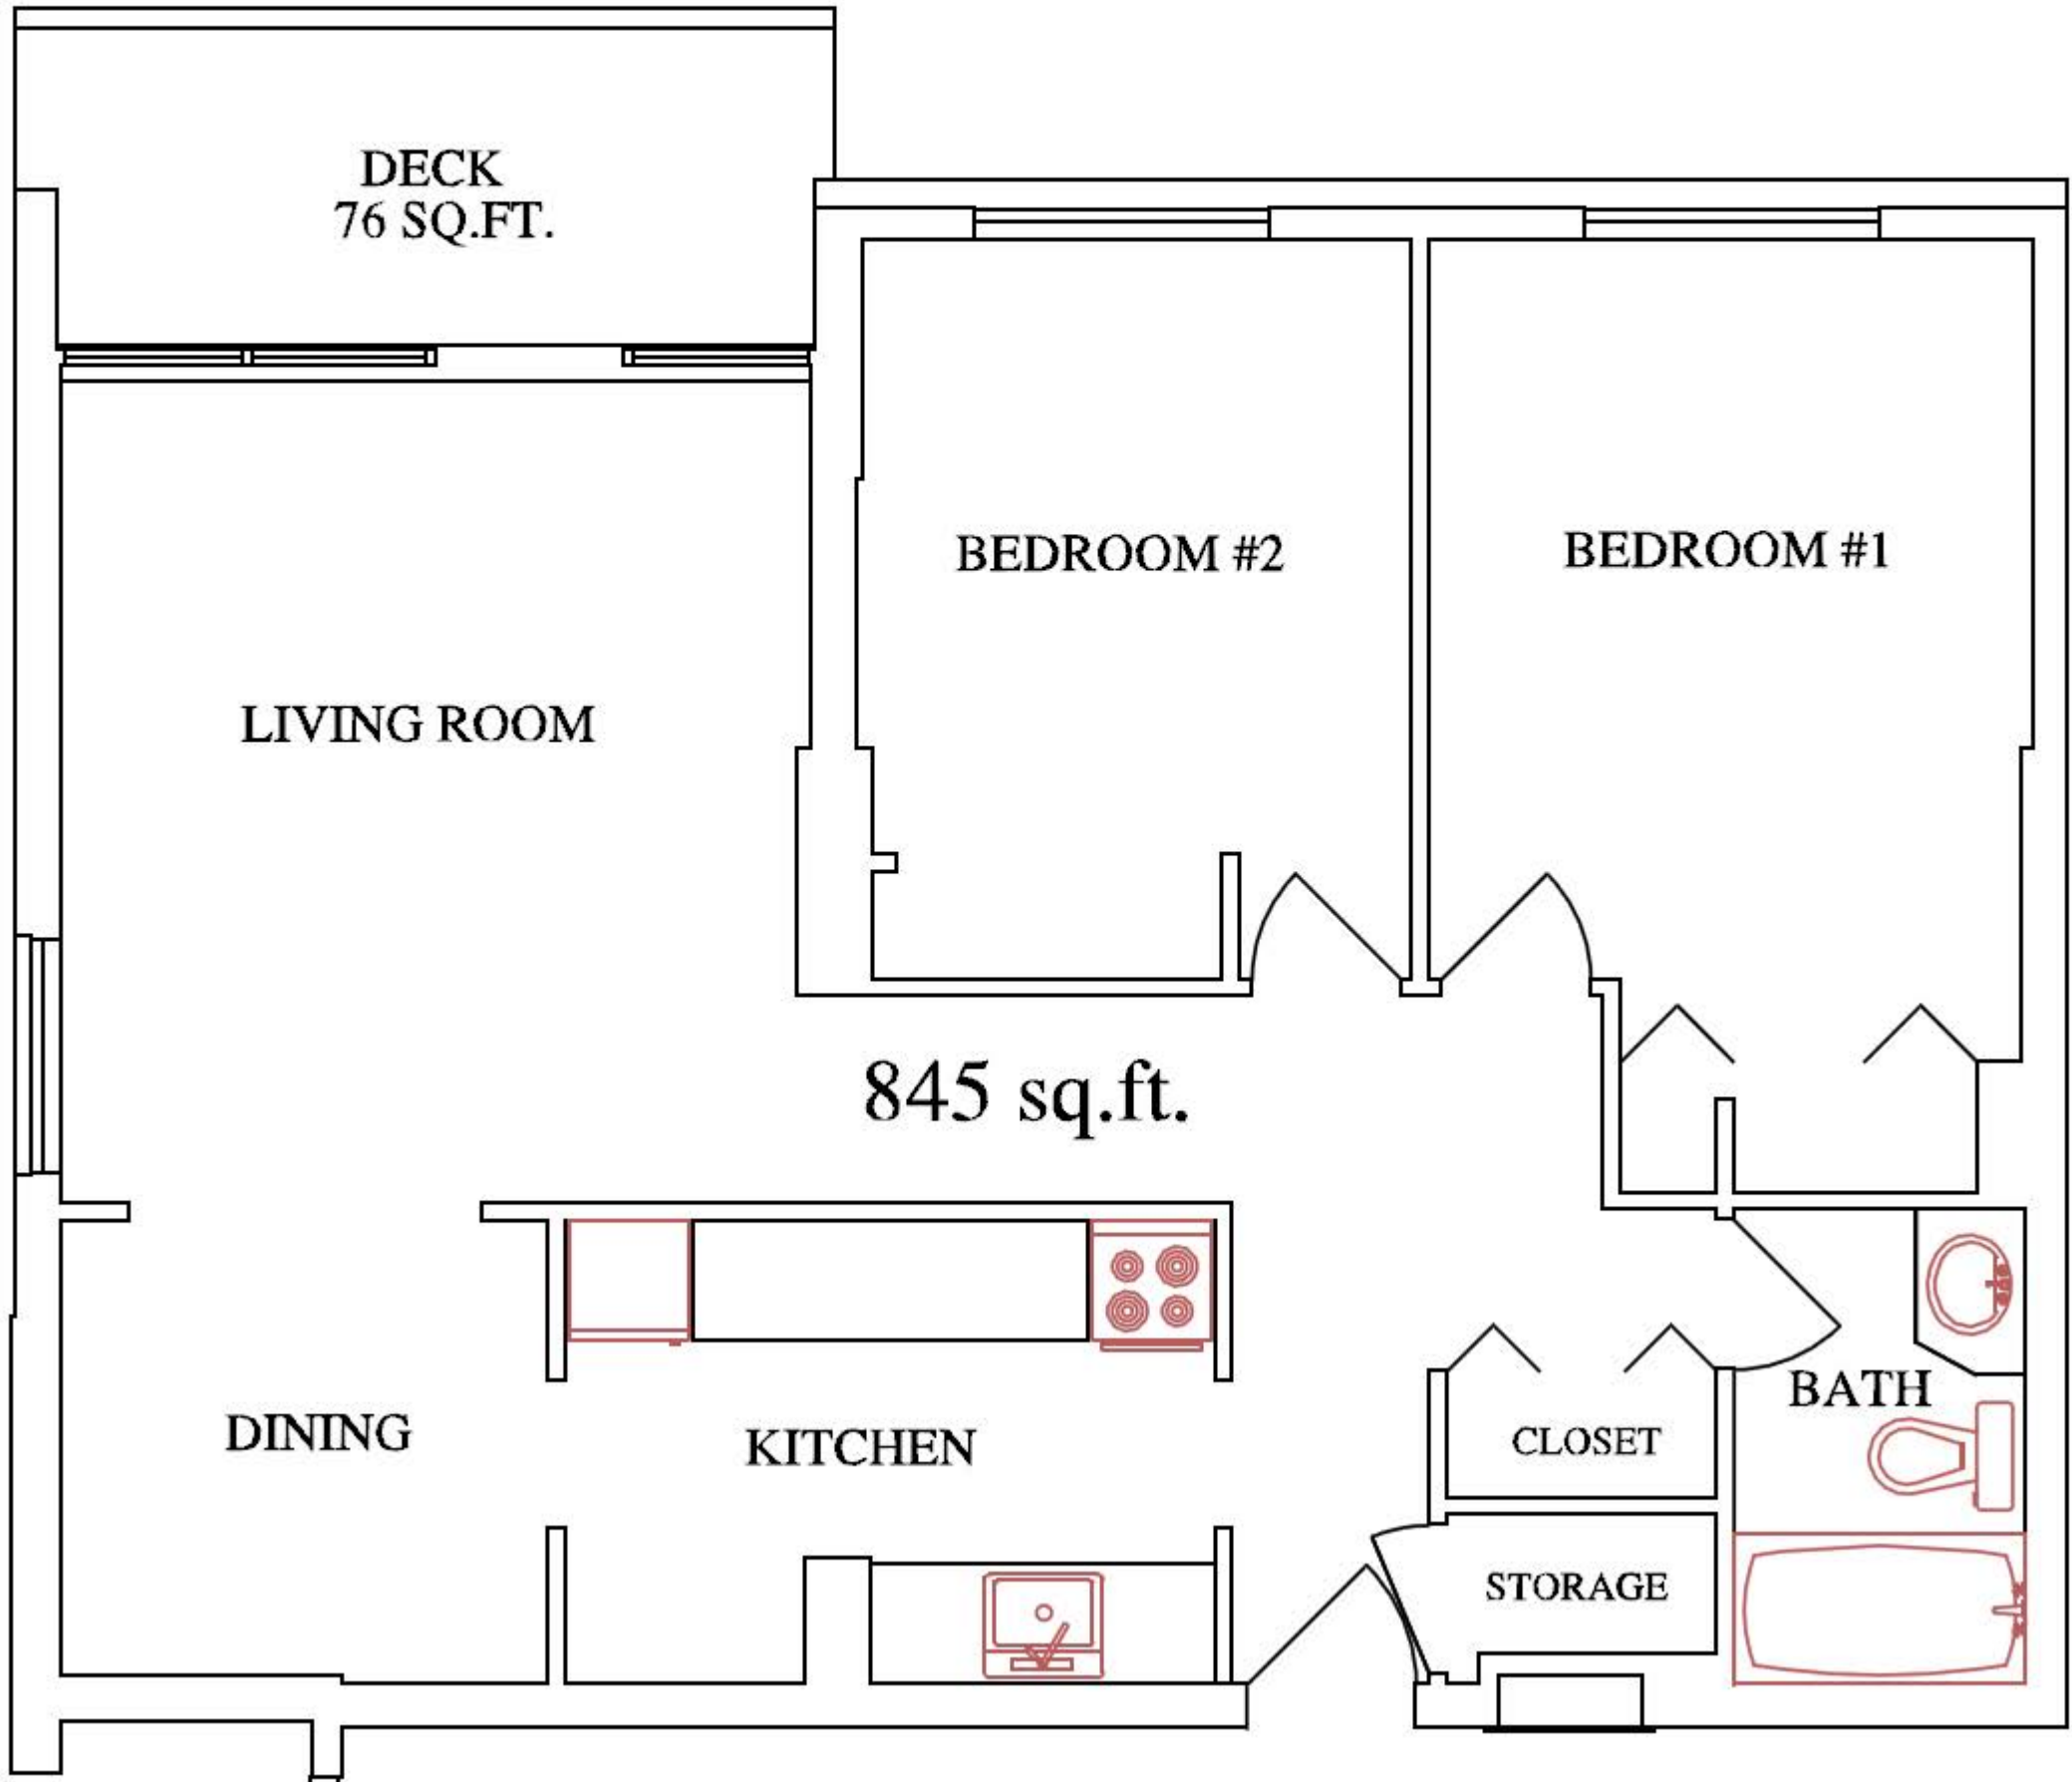 DECK
76 SQ.FT.
BEDROOM #2
BEDROOM #1
LIVING ROOM
845 sq.ft.
BATH
DINING
KITCHEN
CLOSET
STORAGE